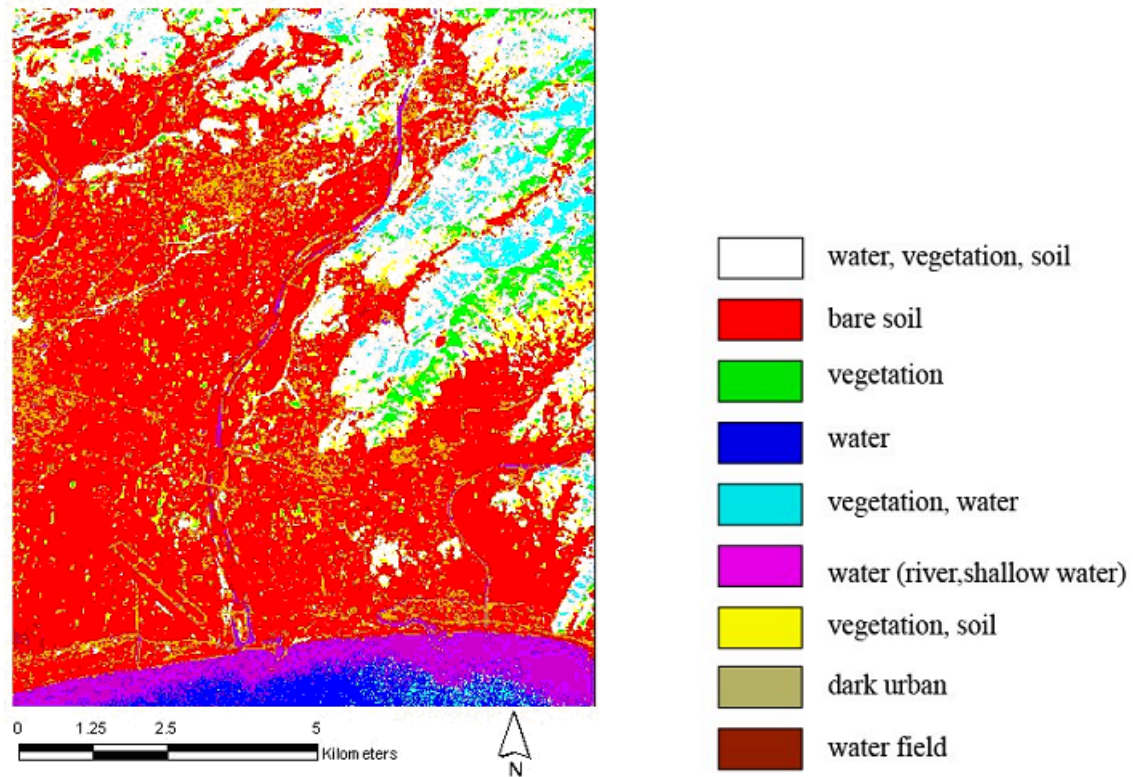 water, vegetation, soil
bare soil
vegetation
water
vegetation, water
water (river,shallow water)
vegetation, soil
dark urban
water field
0 1.25 2.5 5
Kilometers
N